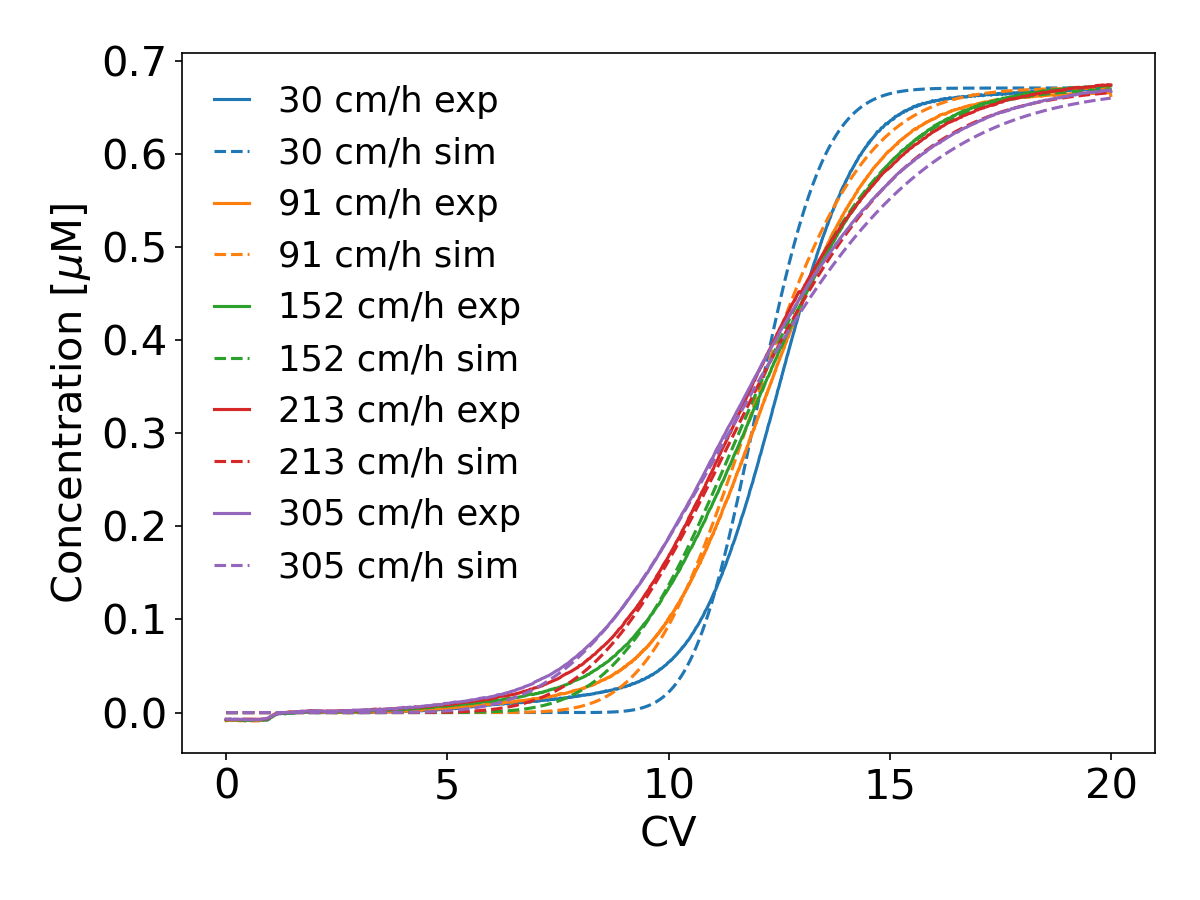 Concentration [μM]
0.7
0.6
0.5
0.4
0.3
0.2
0.1
0.0
30 cm/h exp
30 cm/h sim
91 cm/h exp
91 cm/h sim
152 cm/h exp
152 cm/h sim
213 cm/h exp
213 cm/h sim
305 cm/h exp
305 cm/h sim
0 5 10 15 20
CV